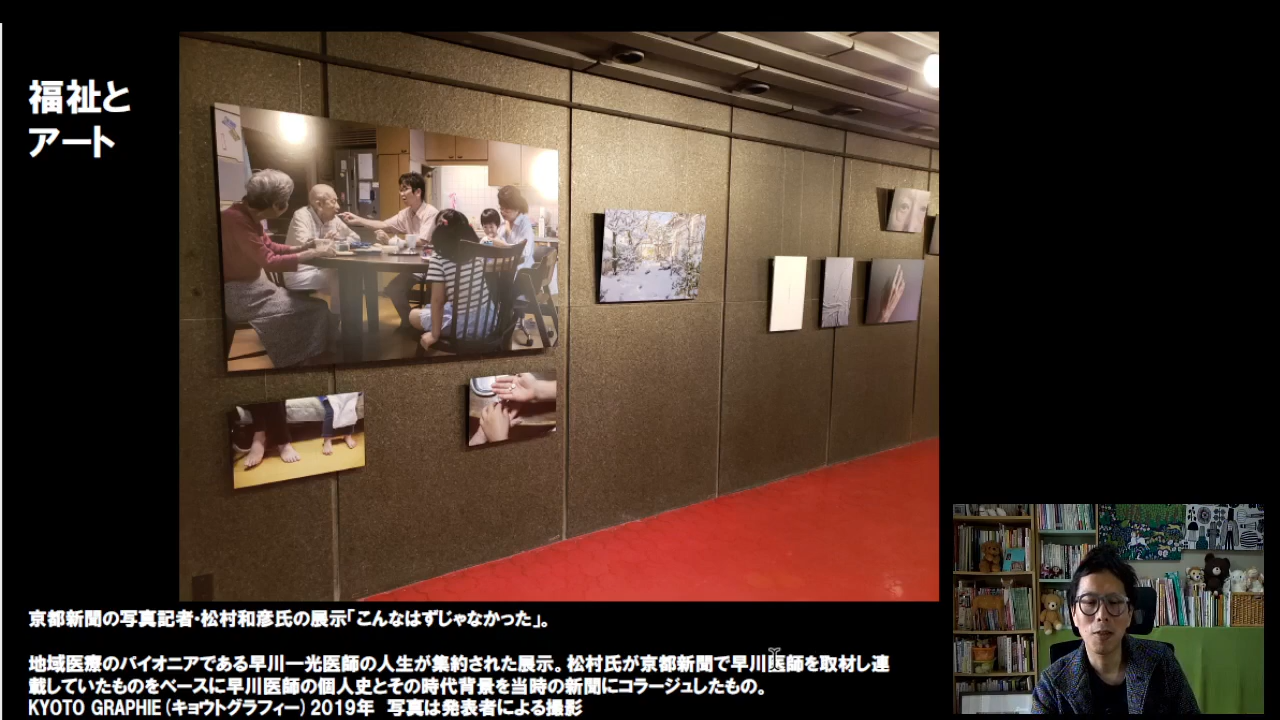 福祉と
アート
京都新聞の写真記者・松村和彦氏の展示「こんなはずじゃなかった」。
地域医療のパイオニアである早川一光医師の人生が集約された展示。松村氏が京都新聞で早川医師を取材し連
載していたものをベースに早川医師の個人史とその時代背景を当時の新聞にコラージュしたもの。
KYOTO GRAPHIE（キョウトグラフィー）2019年　写真は発表者による撮影